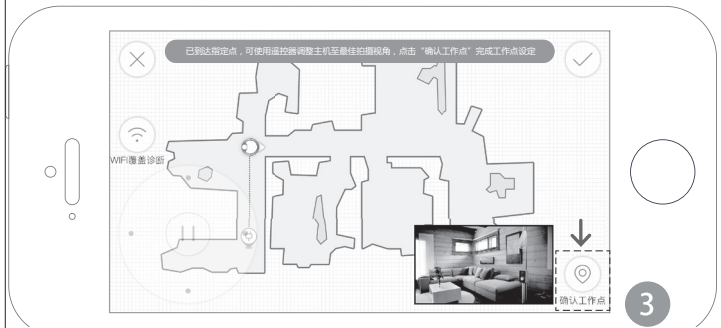 已到达指定点，可使用遥控器调整主机至最佳拍摄视角，点击“确认工作点”完成工作点设定
WIFI覆盖诊断
确认工作点
3